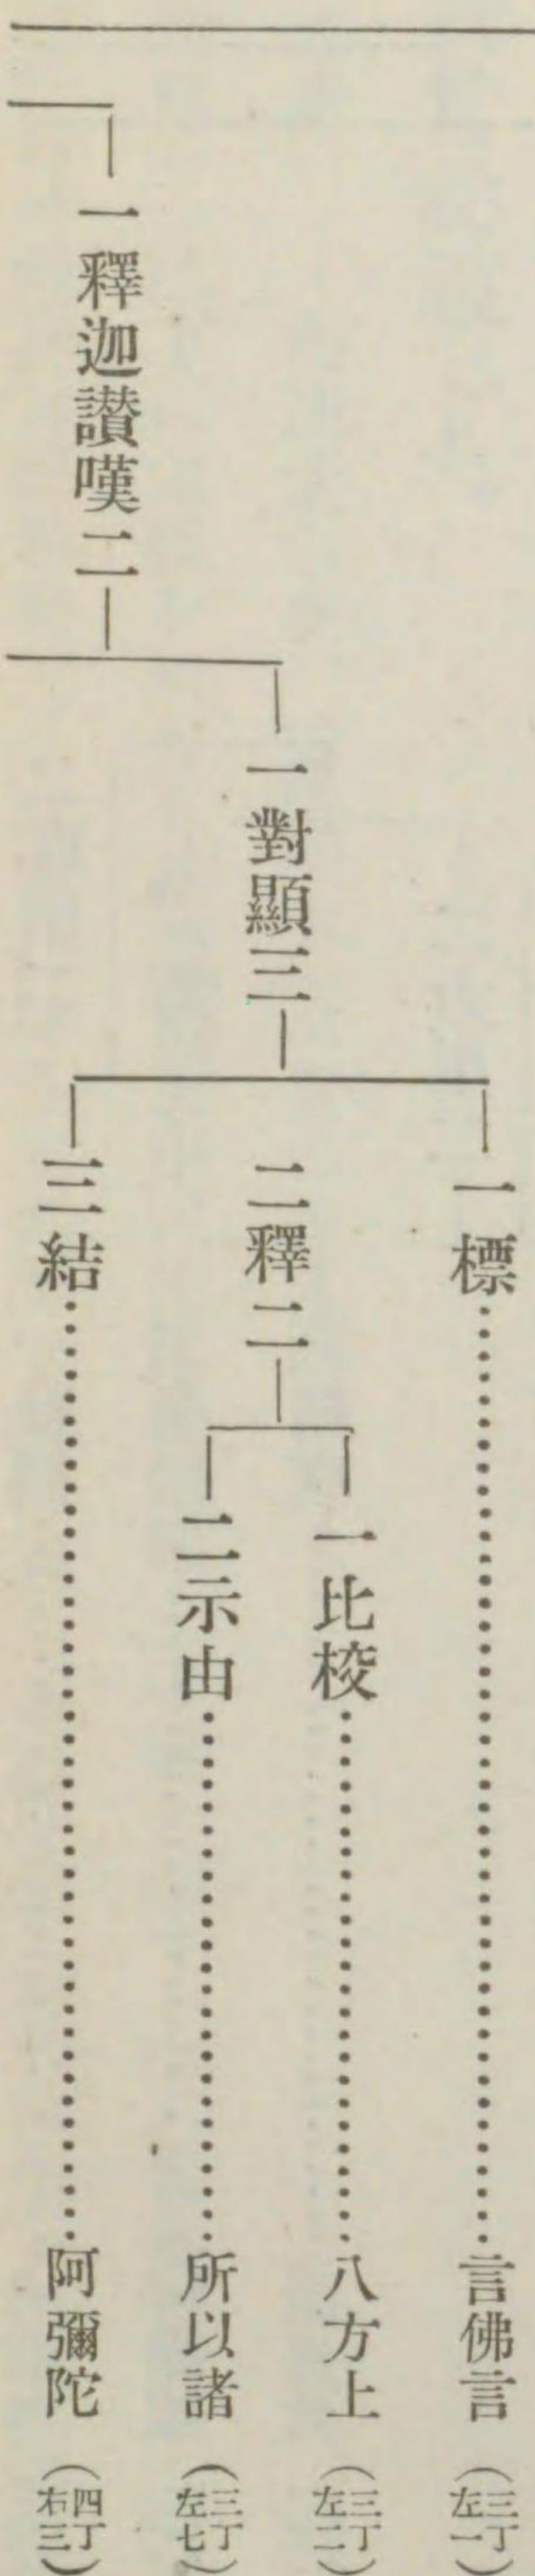 一標……言佛言（三丁左一）
一比校……八方上（三丁左二）
一對顯三
二釋二
二示由……所以諸（三丁左七）
一釋迦讃嘆二
三結……阿彌陀（四丁右三）